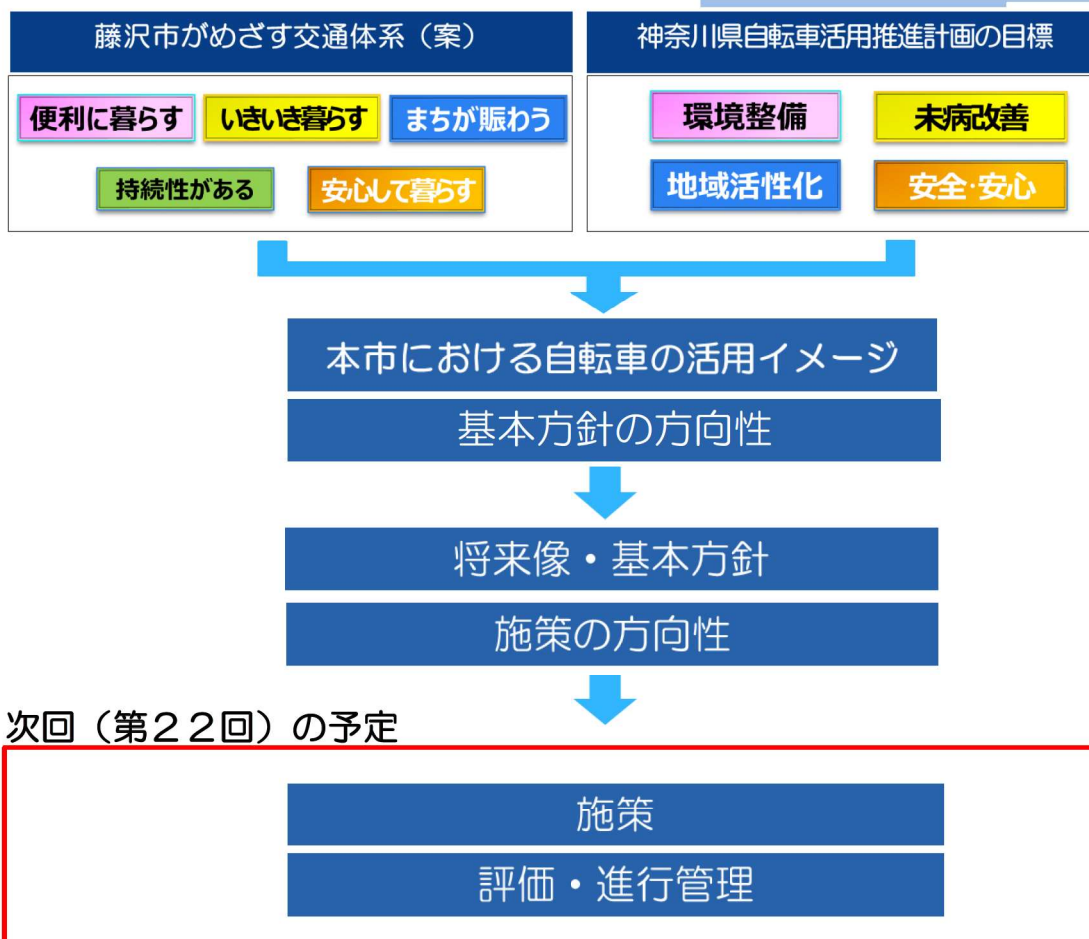 藤沢市がめざす交通体系（案）
便利に暮らす
いきいき暮らす
まちが賑わう
持続性がある
安心して暮らす
神奈川県自転車活用推進計画の目標
環境整備
未病改善
地域活性化
安全・安心
本市における自転車の活用イメージ
基本方針の方向性
将来像・基本方針
施策の方向性
次回（第２２回）の予定
施策
評価・進行管理